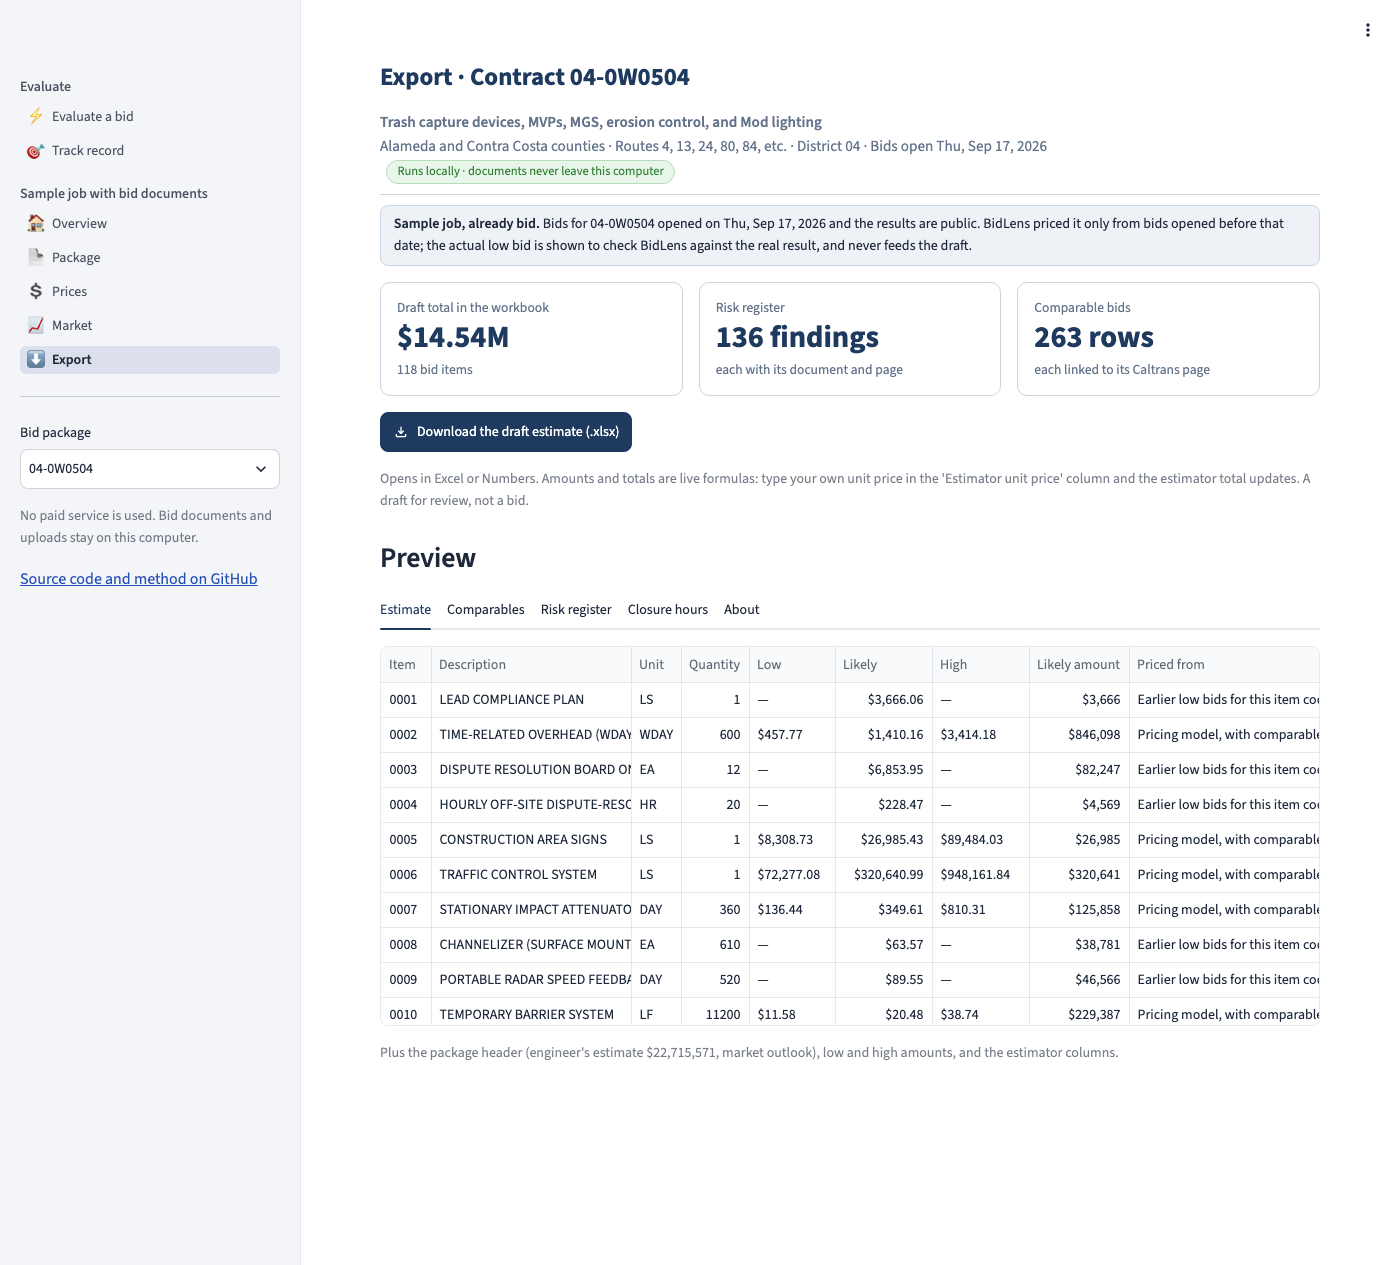 Evaluate
Evaluate a bid
Track record
Sample job with bid documents
Overview
Package
Prices
Market
Export
Bid package
04-0W0504
No paid service is used. Bid documents and
uploads stay on this computer.
Source code and method on GitHub
Export · Contract 04-0W0504
Trash capture devices, MVPs, MGS, erosion control, and Mod lighting
Alameda and Contra Costa counties · Routes 4, 13, 24, 80, 84, etc. · District 04 · Bids open Thu, Sep 17, 2026
Runs locally · documents never leave this computer
Sample job, already bid. Bids for 04-0W0504 opened on Thu, Sep 17, 2026 and the results are public. BidLens priced it only from bids opened before that
date; the actual low bid is shown to check BidLens against the real result, and never feeds the draft.
Draft total in the workbook
$14.54M
118 bid items
Risk register
136 findings
each with its document and page
Comparable bids
263 rows
each linked to its Caltrans page
Download the draft estimate (.xlsx)
Opens in Excel or Numbers. Amounts and totals are live formulas: type your own unit price in the 'Estimator unit price' column and the estimator total updates. A
draft for review, not a bid.
Preview
Estimate Comparables Risk register Closure hours About
Item Description Unit Quantity Low Likely High Likely amount Priced from
0001 LEAD COMPLIANCE PLAN LS 1 — $3,666.06 — $3,666 Earlier low bids for this item co
0002 TIME-RELATED OVERHEAD (WDAY WDAY 600 $457.77 $1,410.16 $3,414.18 $846,098 Pricing model, with comparable
0003 DISPUTE RESOLUTION BOARD ON EA 12 — $6,853.95 — $82,247 Earlier low bids for this item co
0004 HOURLY OFF-SITE DISPUTE-RESO HR 20 — $228.47 — $4,569 Earlier low bids for this item co
0005 CONSTRUCTION AREA SIGNS LS 1 $8,308.73 $26,985.43 $89,484.03 $26,985 Pricing model, with comparable
0006 TRAFFIC CONTROL SYSTEM LS 1 $72,277.08 $320,640.99 $948,161.84 $320,641 Pricing model, with comparable
0007 STATIONARY IMPACT ATTENUATO DAY 360 $136.44 $349.61 $810.31 $125,858 Pricing model, with comparable
0008 CHANNELIZER (SURFACE MOUNT EA 610 — $63.57 — $38,781 Earlier low bids for this item co
0009 PORTABLE RADAR SPEED FEEDBA DAY 520 — $89.55 — $46,566 Earlier low bids for this item co
0010 TEMPORARY BARRIER SYSTEM LF 11200 $11.58 $20.48 $38.74 $229,387 Pricing model, with comparable
Plus the package header (engineer's estimate $22,715,571, market outlook), low and high amounts, and the estimator columns.